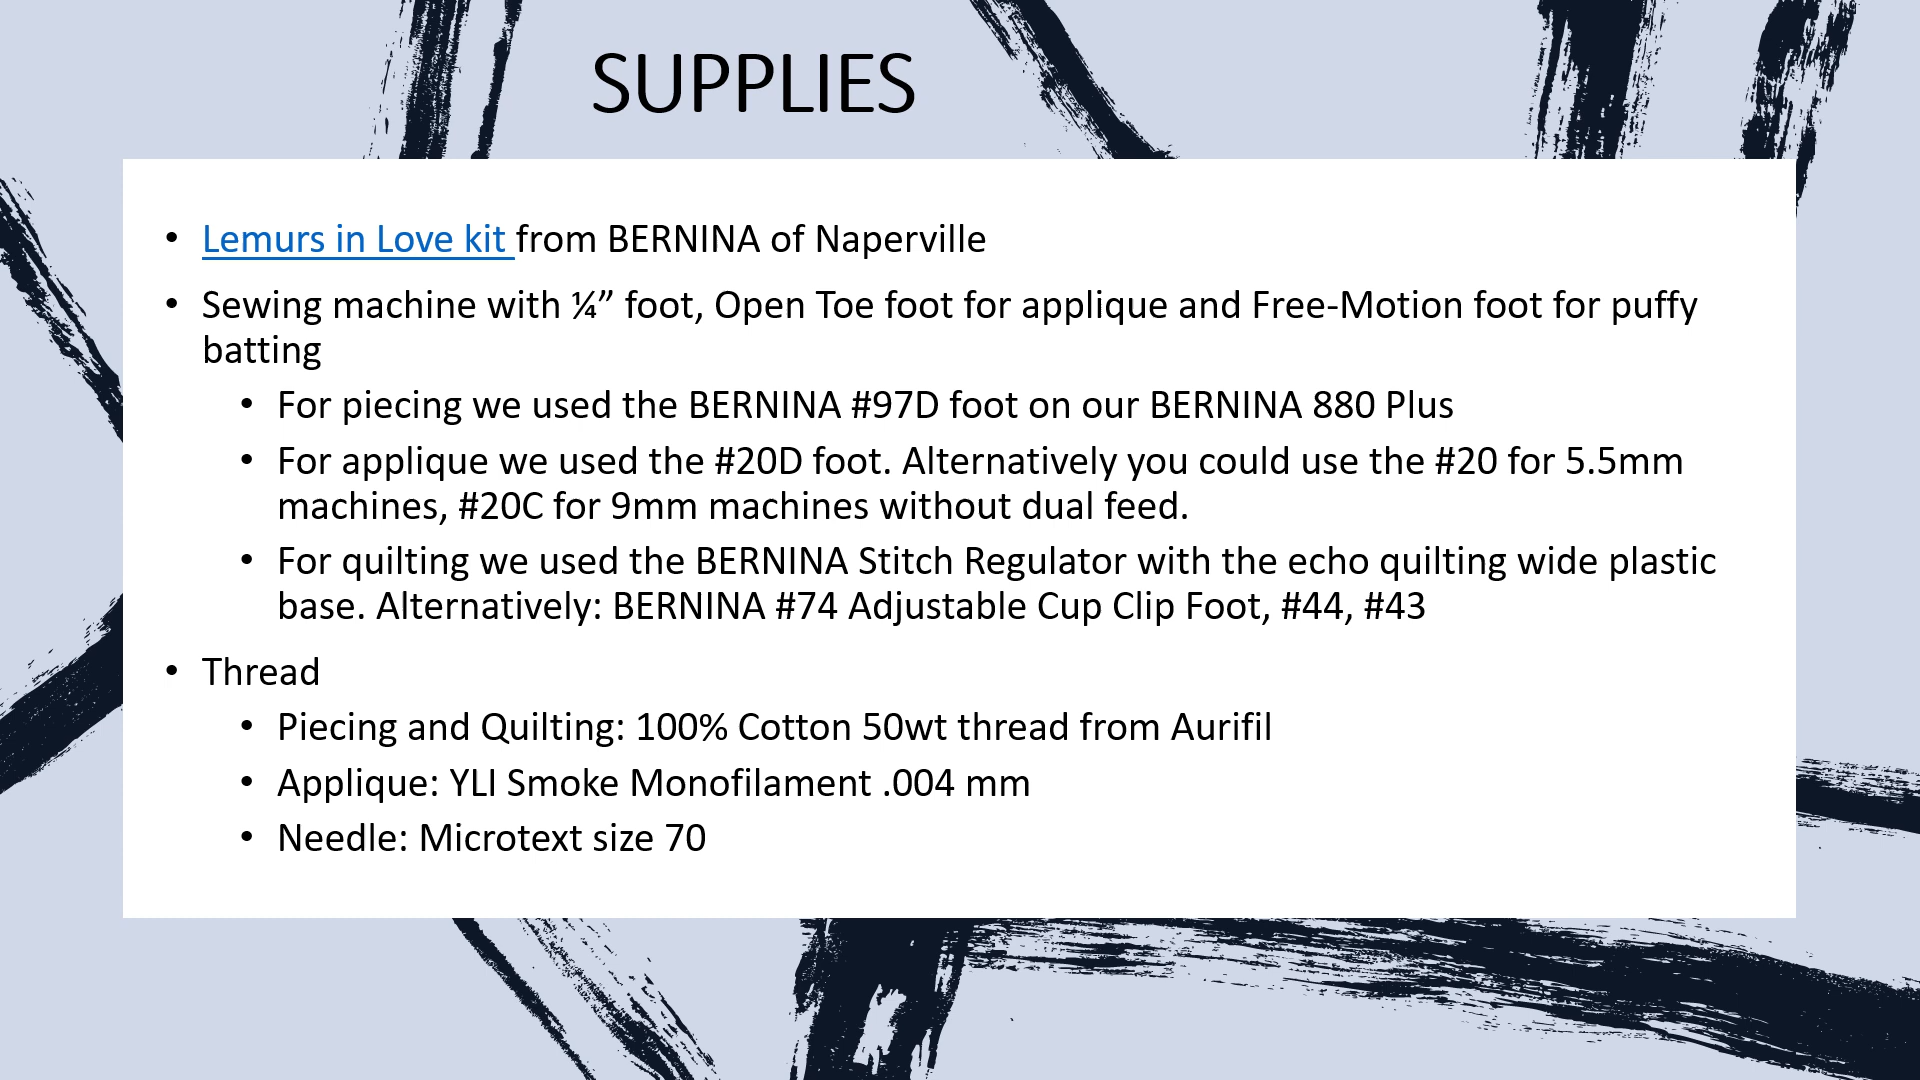 SUPPLIES
• Lemurs in Love kit from BERNINA of Naperville
• Sewing machine with ¼” foot, Open Toe foot for applique and Free-Motion foot for puffy
batting
• For piecing we used the BERNINA #97D foot on our BERNINA 880 Plus
• For applique we used the #20D foot. Alternatively you could use the #20 for 5.5mm
machines, #20C for 9mm machines without dual feed.
• For quilting we used the BERNINA Stitch Regulator with the echo quilting wide plastic
base. Alternatively: BERNINA #74 Adjustable Cup Clip Foot, #44, #43
• Thread
• Piecing and Quilting: 100% Cotton 50wt thread from Aurifil
• Applique: YLI Smoke Monofilament .004 mm
• Needle: Microtext size 70